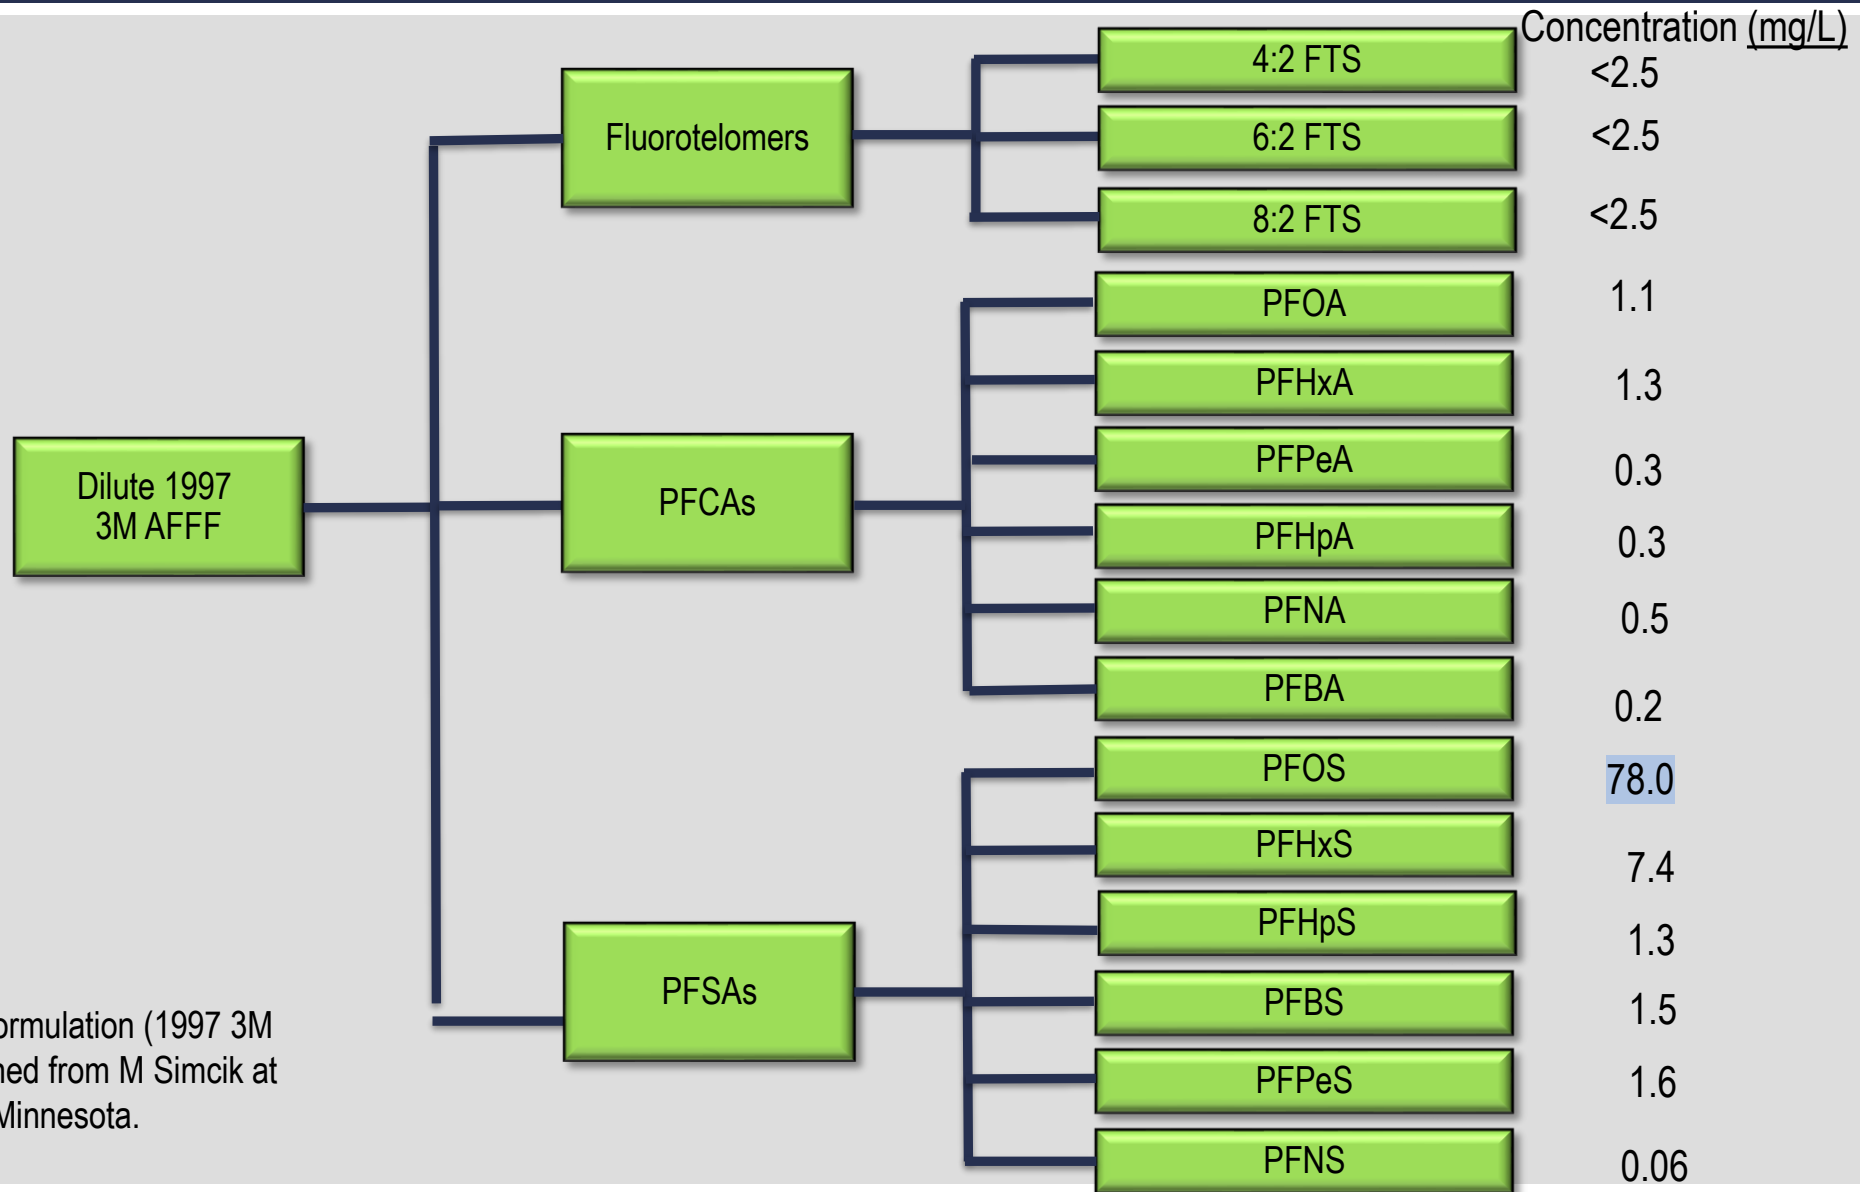 Concentration (mg/L)
4:2 FTS
<2.5
Fluorotelomers
6:2 FTS
<2.5
8:2 FTS
<2.5
PFOA
1.1
PFHxA
1.3
PFPeA
0.3
Dilute 1997
3M AFFF
PFCAs
PFHpA
0.3
PFNA
0.5
PFBA
0.2
PFOS
78.0
PFHxS
7.4
PFHpS
1.3
PFSAs
PFBS
1.5
PFPeS
1.6
PFNS
0.06
(1997 3M
from M Simcik at
Minnesota.